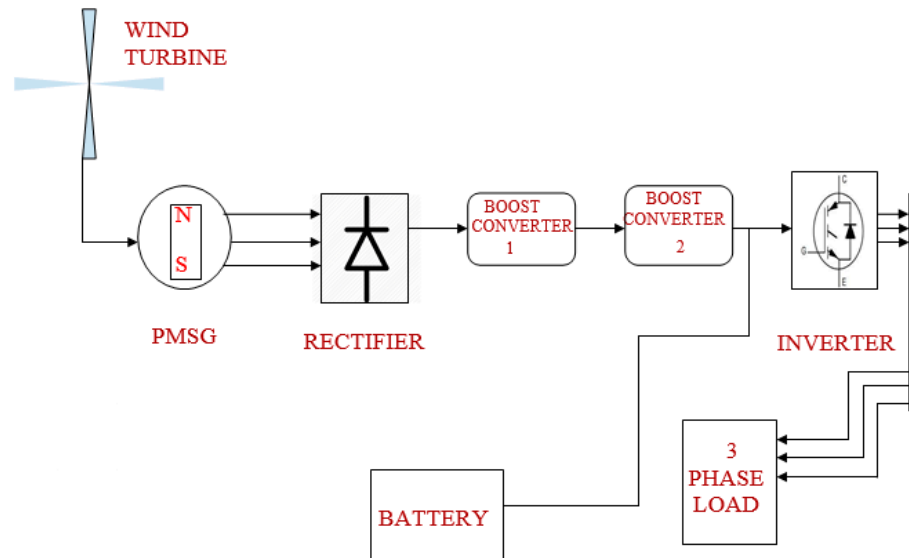 WIND
TURBINE
N
S
PMSG
RECTIFIER
BOOST
CONVERTER
1
BOOST
CONVERTER
2
C
G
E
INVERTER
3
PHASE
LOAD
BATTERY